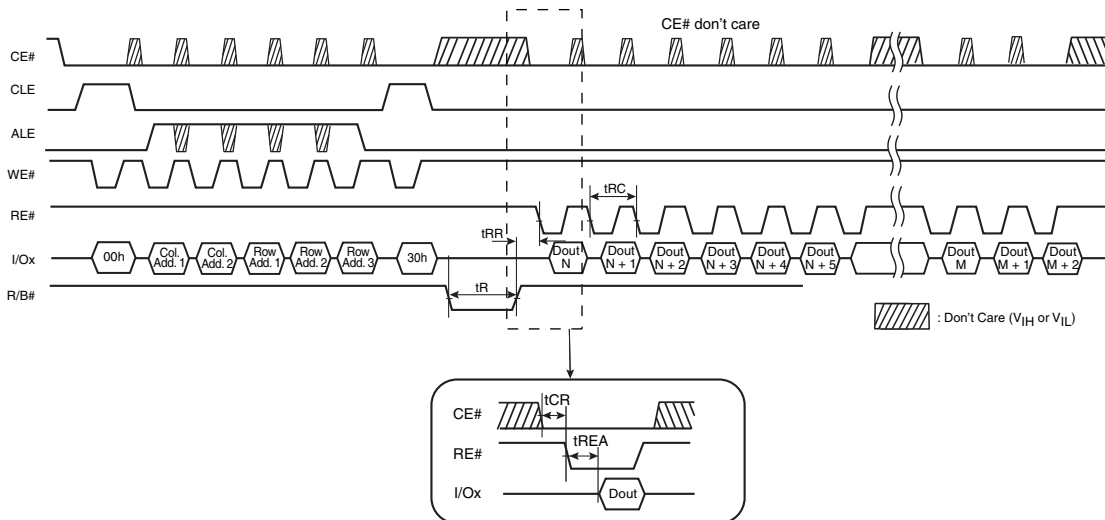 CE# don't care
CE#
CLE
ALE
WE#
RE#
tRC
tRR
I/Ox
00h
Col. Add. 1
Col. Add. 2
Row Add. 1
Row Add. 2
Row Add. 3
30h
Dout N
Dout N + 1
Dout N + 2
Dout N + 3
Dout N + 4
Dout N + 5
Dout M
Dout M + 1
Dout M + 2
R/B#
tR
: Don't Care (VIH or VIL)
CE#
tCR
RE#
tREA
I/Ox
Dout